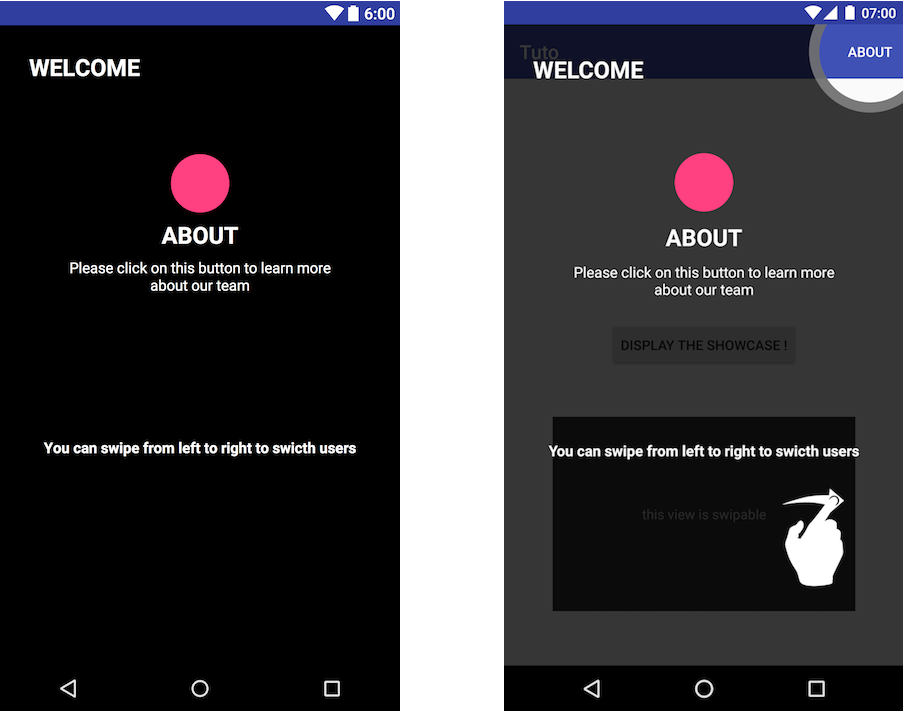 6:00
WELCOME
ABOUT
Please click on this button to learn more
about our team
You can swipe from left to right to swicth users
07:00
Tuto
ABOUT
WELCOME
ABOUT
Please click on this button to learn more
about our team
DISPLAY THE SHOWCASE !
You can swipe from left to right to swicth users
this view is swipable